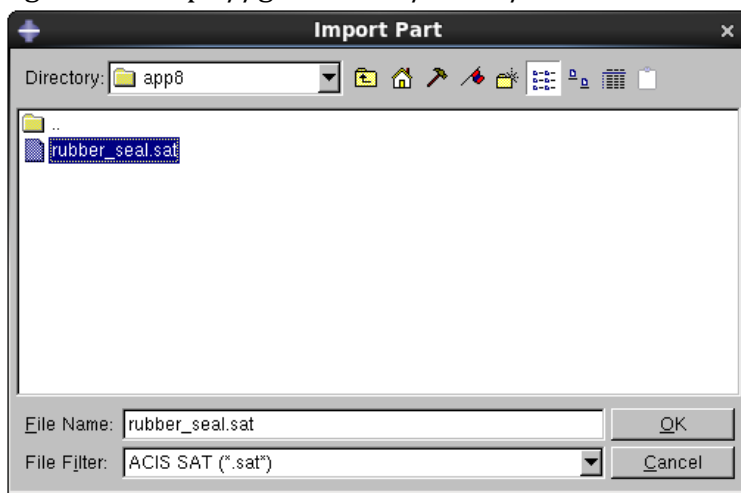 Import Part
Directory: app8
..
rubber_seal.sat
File Name: rubber_seal.sat OK
File Filter: ACIS SAT (*.sat*) Cancel